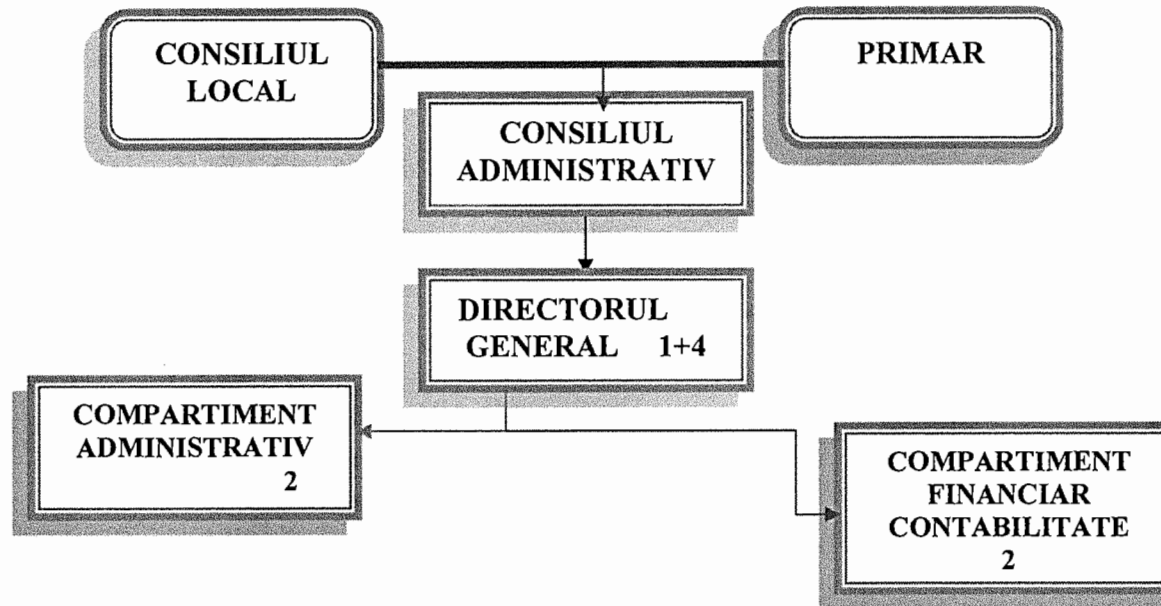 CONSILIUL
LOCAL
PRIMAR
CONSILIUL
ADMINISTRATIV
DIRECTORUL
GENERAL 1+4
COMPARTIMENT
ADMINISTRATIV
2
COMPARTIMENT
FINANCIAR
CONTABILITATE
2